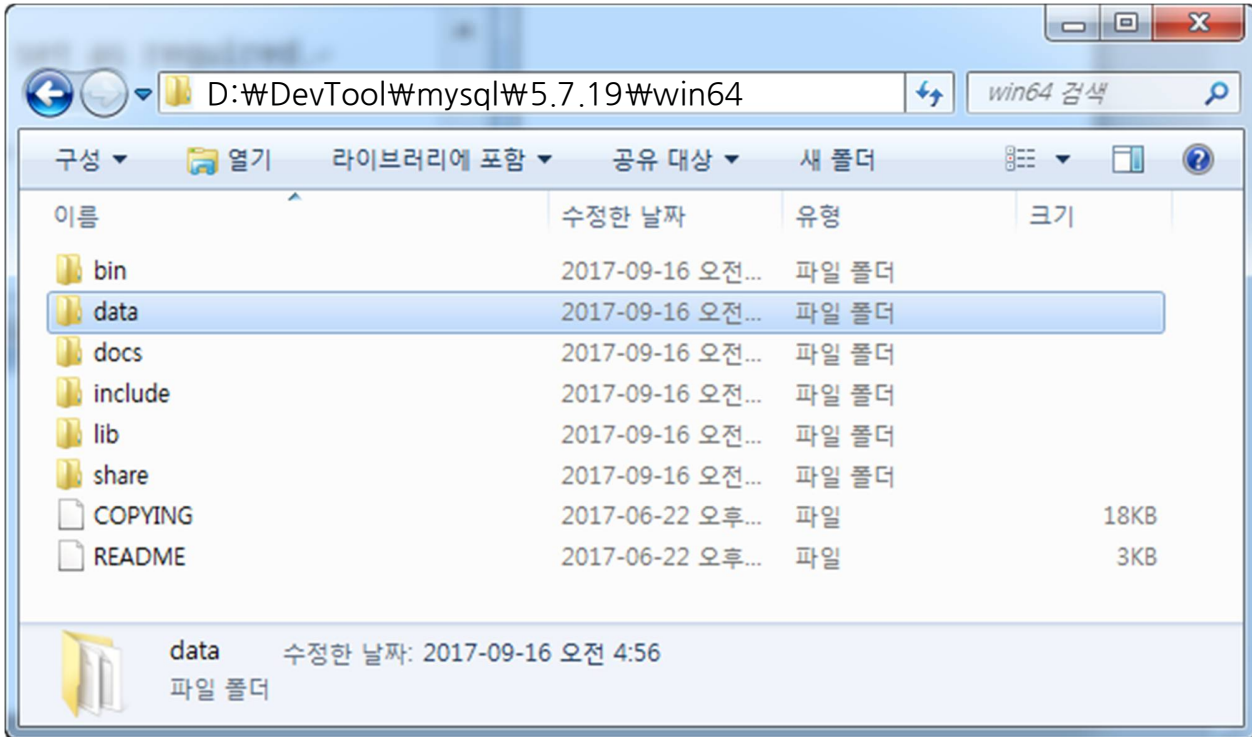 set as required.
D:₩DevTool₩mysql₩5.7.19₩win64 win64 검색
구성 열기 라이브러리에 포함 공유 대상 새 폴더
이름 수정한 날짜 유형 크기
bin 2017-09-16 오전... 파일 폴더
data 2017-09-16 오전... 파일 폴더
docs 2017-09-16 오전... 파일 폴더
include 2017-09-16 오전... 파일 폴더
lib 2017-09-16 오전... 파일 폴더
share 2017-09-16 오전... 파일 폴더
COPYING 2017-06-22 오후... 파일 18KB
README 2017-06-22 오후... 파일 3KB
data 수정한 날짜: 2017-09-16 오전 4:56
파일 폴더